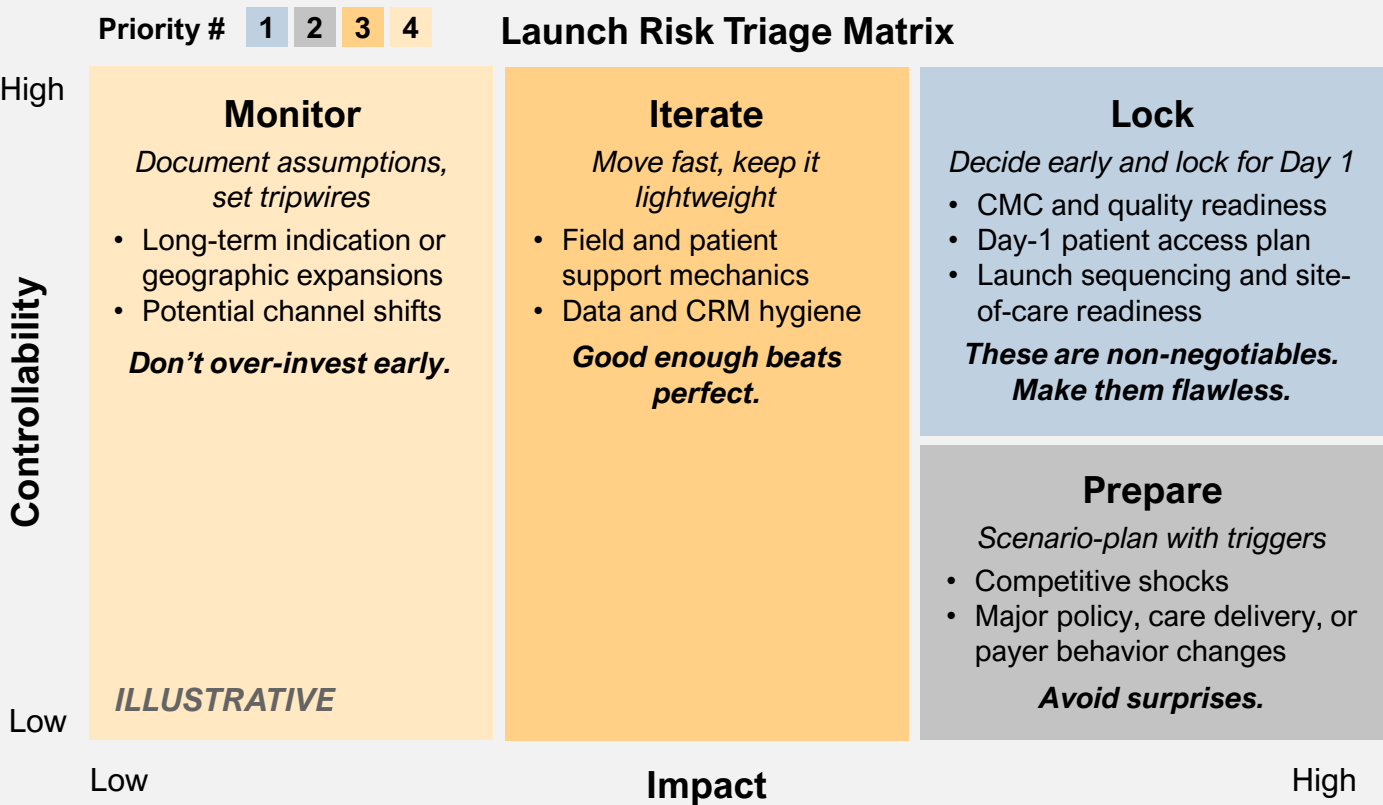 Priority # 1 2 3 4
Launch Risk Triage Matrix
High
Controllability
Low
Monitor
Document assumptions,
set tripwires
• Long-term indication or
geographic expansions
• Potential channel shifts
Don’t over-invest early.
ILLUSTRATIVE
Iterate
Move fast, keep it
lightweight
• Field and patient
support mechanics
• Data and CRM hygiene
Good enough beats
perfect.
Lock
Decide early and lock for Day 1
• CMC and quality readiness
• Day-1 patient access plan
• Launch sequencing and site-
of-care readiness
These are non-negotiables.
Make them flawless.
Prepare
Scenario-plan with triggers
• Competitive shocks
• Major policy, care delivery, or
payer behavior changes
Avoid surprises.
Low
Impact
High